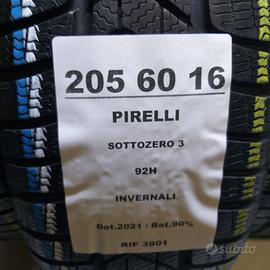 205 60 16
PIRELLI
SOTTOZERO 3
92H
INVERNALI
Dot.2021 / Bat.90%
RIF 3901
subito